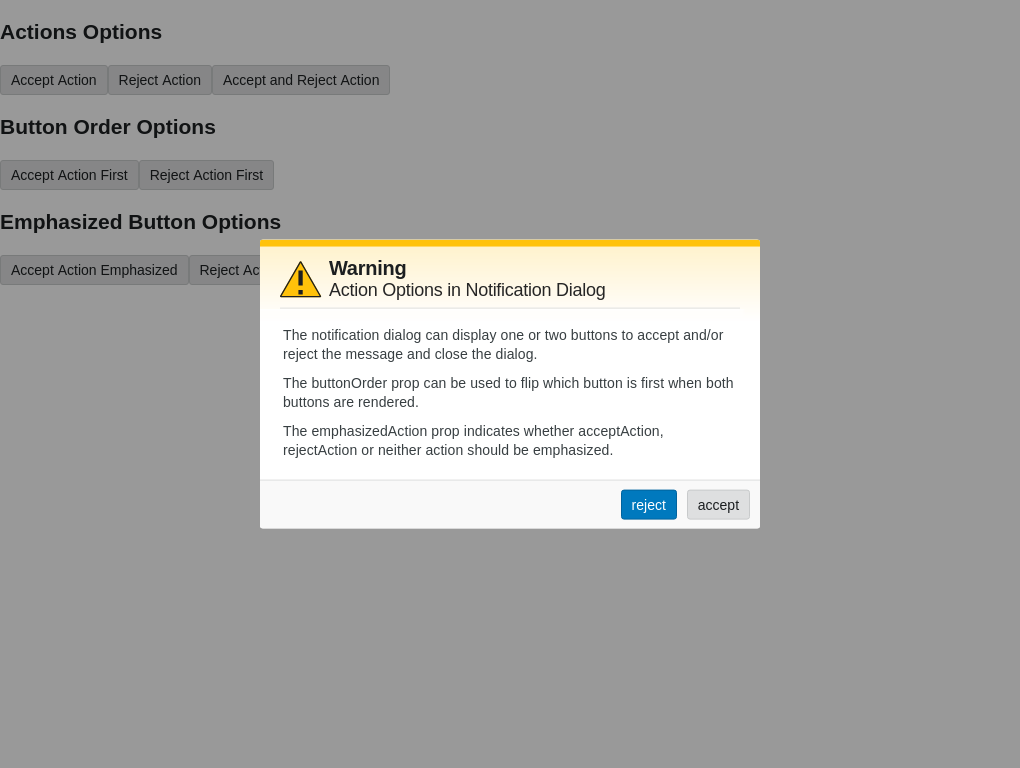 Actions Options
Accept Action Reject Action Accept and Reject Action
Button Order Options
Accept Action First Reject Action First
Emphasized Button Options
Accept Action Emphasized Reject
Warning
Action Options in Notification Dialog
The notification dialog can display one or two buttons to accept and/or
reject the message and close the dialog.
The buttonOrder prop can be used to flip which button is first when both
buttons are rendered.
The emphasizedAction prop indicates whether acceptAction,
rejectAction or neither action should be emphasized.
reject accept